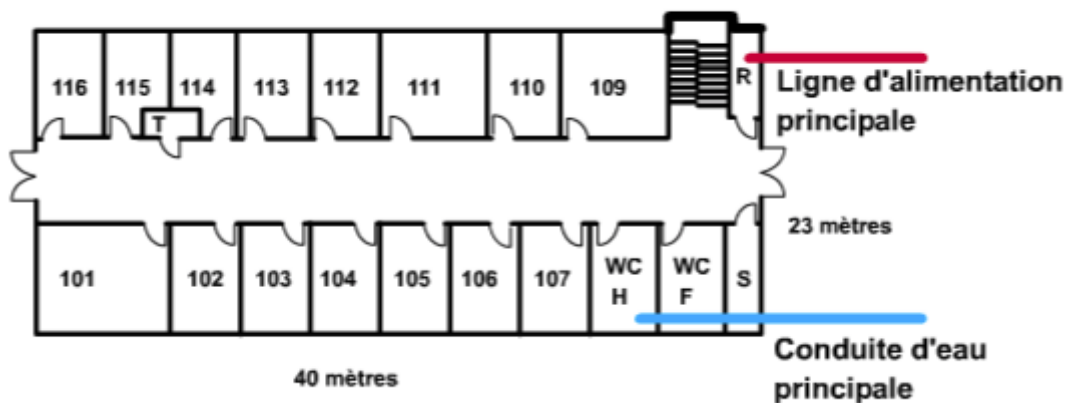 116 115 114 113 112 111 110 109 R
T
Ligne d'alimentation
principale
23 mètres
101 102 103 104 105 106 107 WC WC S
H F
Conduite d'eau
principale
40 mètres